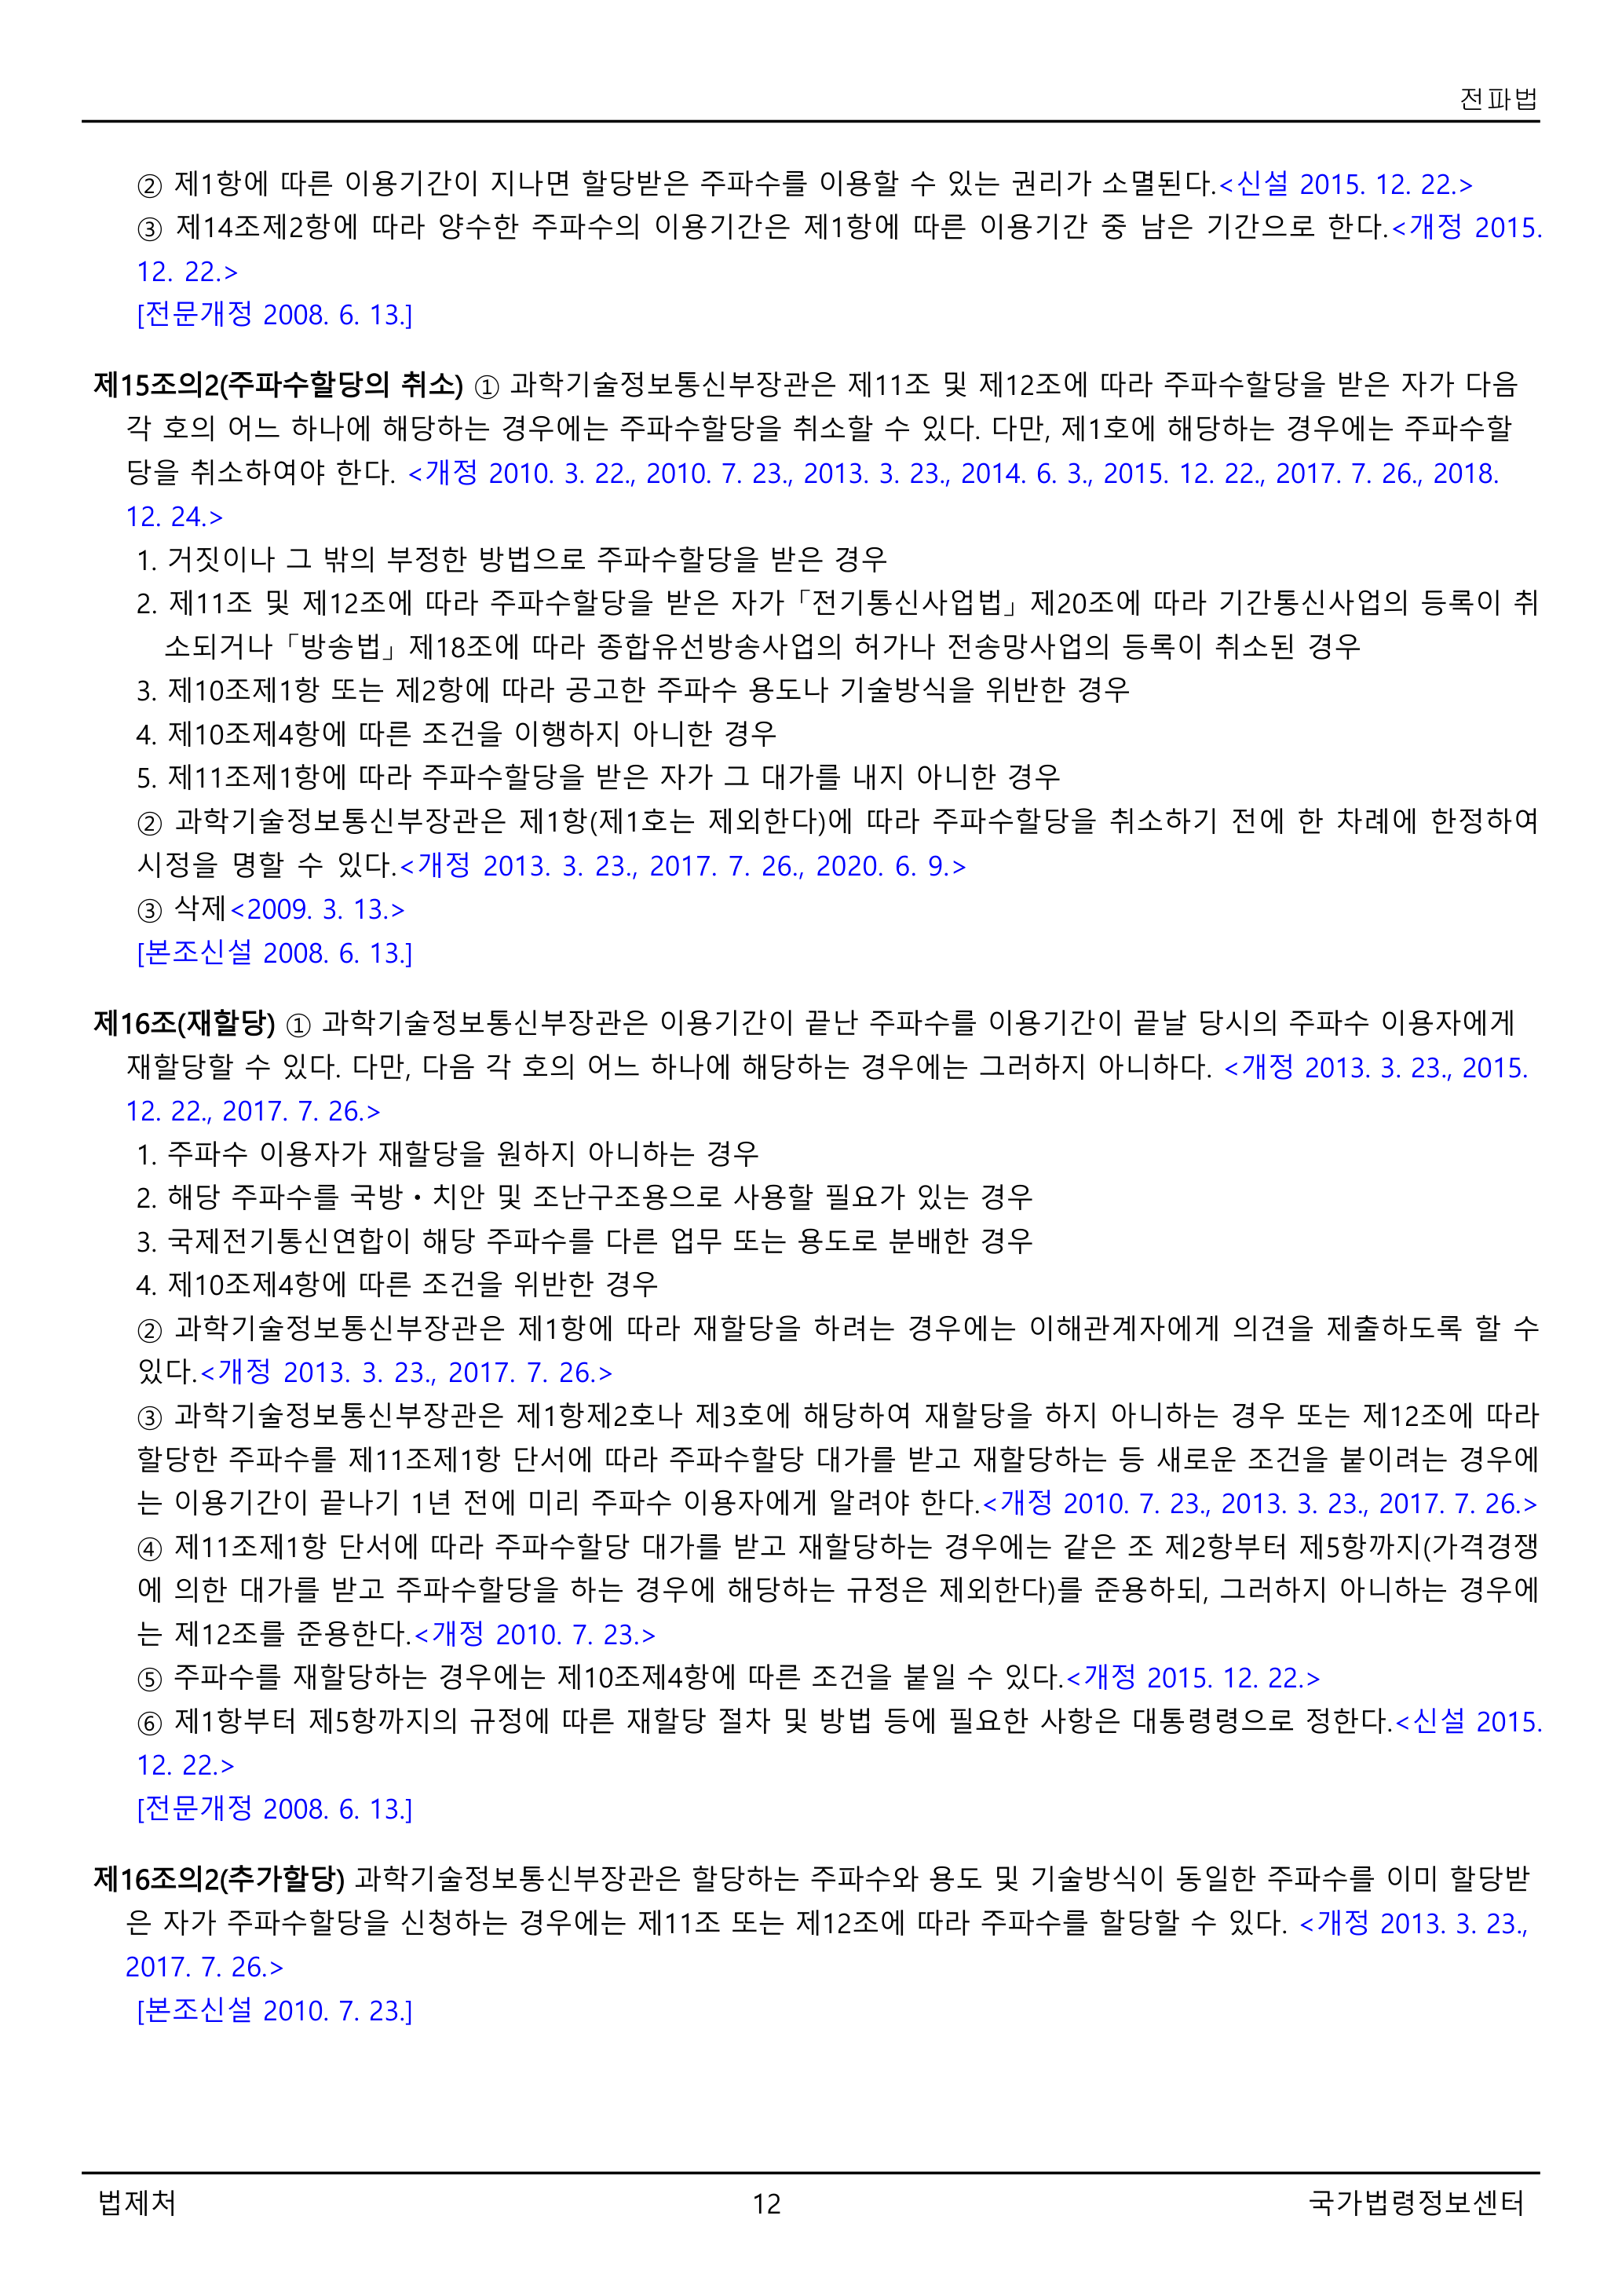 전파법
② 제1항에 따른 이용기간이 지나면 할당받은 주파수를 이용할 수 있는 권리가 소멸된다.<신설 2015. 12. 22.>
③ 제14조제2항에 따라 양수한 주파수의 이용기간은 제1항에 따른 이용기간 중 남은 기간으로 한다.<개정 2015.
12. 22.>
[전문개정 2008. 6. 13.]
제15조의2(주파수할당의 취소) ① 과학기술정보통신부장관은 제11조 및 제12조에 따라 주파수할당을 받은 자가 다음
각 호의 어느 하나에 해당하는 경우에는 주파수할당을 취소할 수 있다. 다만, 제1호에 해당하는 경우에는 주파수할
당을 취소하여야 한다. <개정 2010. 3. 22., 2010. 7. 23., 2013. 3. 23., 2014. 6. 3., 2015. 12. 22., 2017. 7. 26., 2018.
12. 24.>
1. 거짓이나 그 밖의 부정한 방법으로 주파수할당을 받은 경우
2. 제11조 및 제12조에 따라 주파수할당을 받은 자가 「전기통신사업법」 제20조에 따라 기간통신사업의 등록이 취
소되거나 「방송법」 제18조에 따라 종합유선방송사업의 허가나 전송망사업의 등록이 취소된 경우
3. 제10조제1항 또는 제2항에 따라 공고한 주파수 용도나 기술방식을 위반한 경우
4. 제10조제4항에 따른 조건을 이행하지 아니한 경우
5. 제11조제1항에 따라 주파수할당을 받은 자가 그 대가를 내지 아니한 경우
② 과학기술정보통신부장관은 제1항(제1호는 제외한다)에 따라 주파수할당을 취소하기 전에 한 차례에 한정하여
시정을 명할 수 있다.<개정 2013. 3. 23., 2017. 7. 26., 2020. 6. 9.>
③ 삭제<2009. 3. 13.>
[본조신설 2008. 6. 13.]
제16조(재할당) ① 과학기술정보통신부장관은 이용기간이 끝난 주파수를 이용기간이 끝날 당시의 주파수 이용자에게
재할당할 수 있다. 다만, 다음 각 호의 어느 하나에 해당하는 경우에는 그러하지 아니하다. <개정 2013. 3. 23., 2015.
12. 22., 2017. 7. 26.>
1. 주파수 이용자가 재할당을 원하지 아니하는 경우
2. 해당 주파수를 국방ㆍ치안 및 조난구조용으로 사용할 필요가 있는 경우
3. 국제전기통신연합이 해당 주파수를 다른 업무 또는 용도로 분배한 경우
4. 제10조제4항에 따른 조건을 위반한 경우
② 과학기술정보통신부장관은 제1항에 따라 재할당을 하려는 경우에는 이해관계자에게 의견을 제출하도록 할 수
있다.<개정 2013. 3. 23., 2017. 7. 26.>
③ 과학기술정보통신부장관은 제1항제2호나 제3호에 해당하여 재할당을 하지 아니하는 경우 또는 제12조에 따라
할당한 주파수를 제11조제1항 단서에 따라 주파수할당 대가를 받고 재할당하는 등 새로운 조건을 붙이려는 경우에
는 이용기간이 끝나기 1년 전에 미리 주파수 이용자에게 알려야 한다.<개정 2010. 7. 23., 2013. 3. 23., 2017. 7. 26.>
④ 제11조제1항 단서에 따라 주파수할당 대가를 받고 재할당하는 경우에는 같은 조 제2항부터 제5항까지(가격경쟁
에 의한 대가를 받고 주파수할당을 하는 경우에 해당하는 규정은 제외한다)를 준용하되, 그러하지 아니하는 경우에
는 제12조를 준용한다.<개정 2010. 7. 23.>
⑤ 주파수를 재할당하는 경우에는 제10조제4항에 따른 조건을 붙일 수 있다.<개정 2015. 12. 22.>
⑥ 제1항부터 제5항까지의 규정에 따른 재할당 절차 및 방법 등에 필요한 사항은 대통령령으로 정한다.<신설 2015.
12. 22.>
[전문개정 2008. 6. 13.]
제16조의2(추가할당) 과학기술정보통신부장관은 할당하는 주파수와 용도 및 기술방식이 동일한 주파수를 이미 할당받
은 자가 주파수할당을 신청하는 경우에는 제11조 또는 제12조에 따라 주파수를 할당할 수 있다. <개정 2013. 3. 23.,
2017. 7. 26.>
[본조신설 2010. 7. 23.]
법제처 12 국가법령정보센터